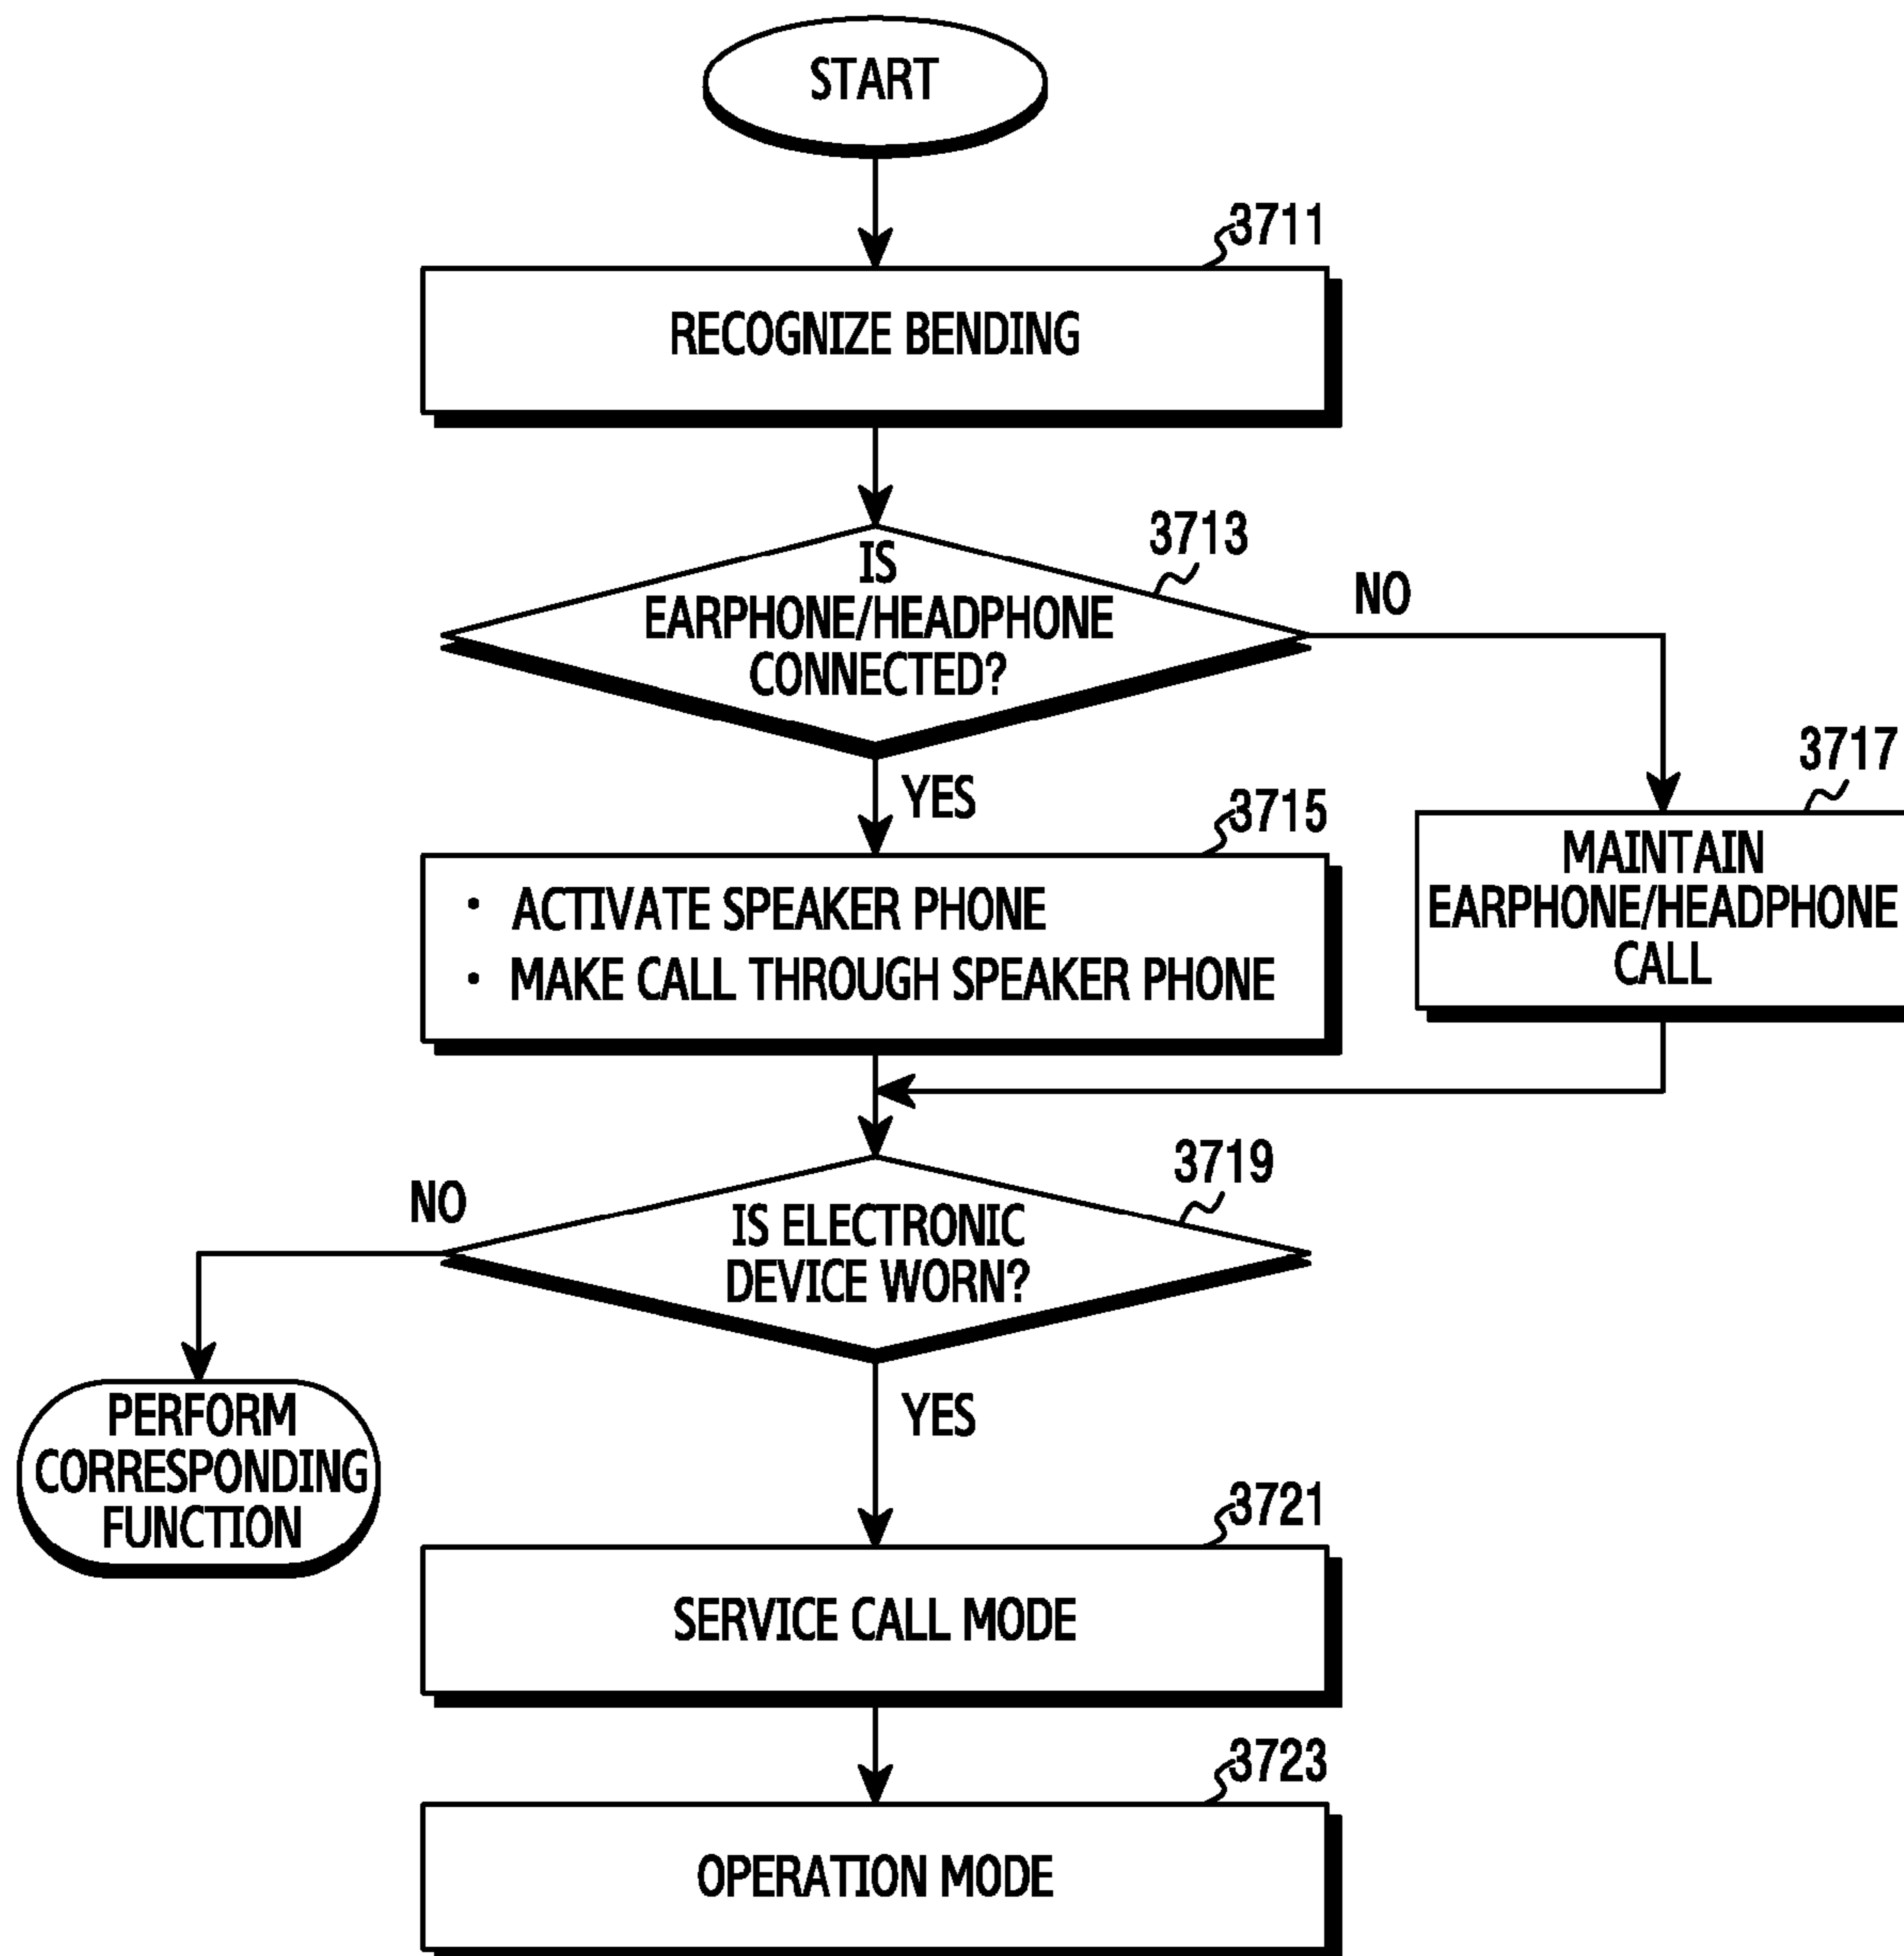 START
3711
RECOGNIZE BENDING
3713
IS
EARPHONE/HEADPHONE
CONNECTED?
NO
YES
3715
· ACTIVATE SPEAKER PHONE
· MAKE CALL THROUGH SPEAKER PHONE
3717
MAINTAIN
EARPHONE/HEADPHONE
CALL
3719
IS ELECTRONIC
DEVICE WORN?
NO
PERFORM
CORRESPONDING
FUNCTION
YES
3721
SERVICE CALL MODE
3723
OPERATION MODE